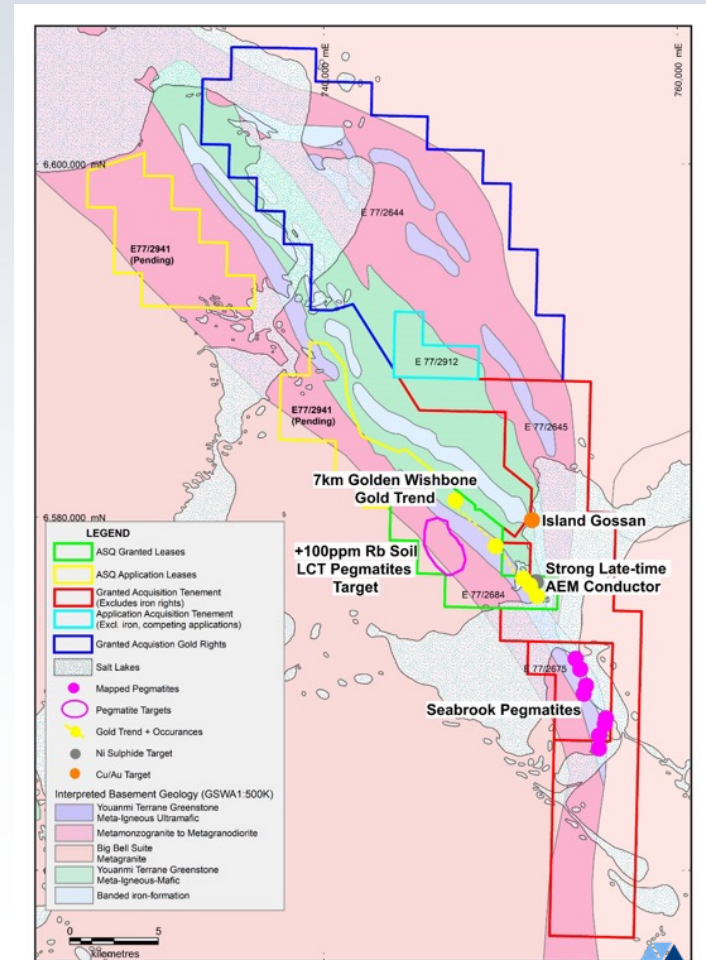 740,000 mE
760,000 mE
6,600,000 mN
E 77/2644
E77/2941
(Pending)
E 77/2912
E77/2941
(Pending)
E 77/2645
7km Golden Wishbone
Gold Trend
6,580,000 mN
Island Gossan
+100ppm Rb Soil
LCT Pegmatites
Target
Strong Late-time
AEM Conductor
E 77/2684
E 77/2675
Seabrook Pegmatites
LEGEND
ASQ Granted Leases
ASQ Application Leases
Granted Acquisition Tenement
(Excludes iron rights)
Application Acquisition Tenement
(Excl. iron, competing applications)
Granted Acquistion Gold Rights
Salt Lakes
Mapped Pegmatites
Pegmatite Targets
Gold Trend + Occurances
Ni Sulphide Target
Cu/Au Target
Interpreted Basement Geology (GSWA1:500K)
Youanmi Terrane Greenstone
Meta-Igneous Ultramafic
Metamonzogranite to Metagranodiorite
Big Bell Suite
Metagranite
Youanmi Terrane Greenstone
Meta-Igneous-Mafic
Banded iron-formation
0 5
kilometres